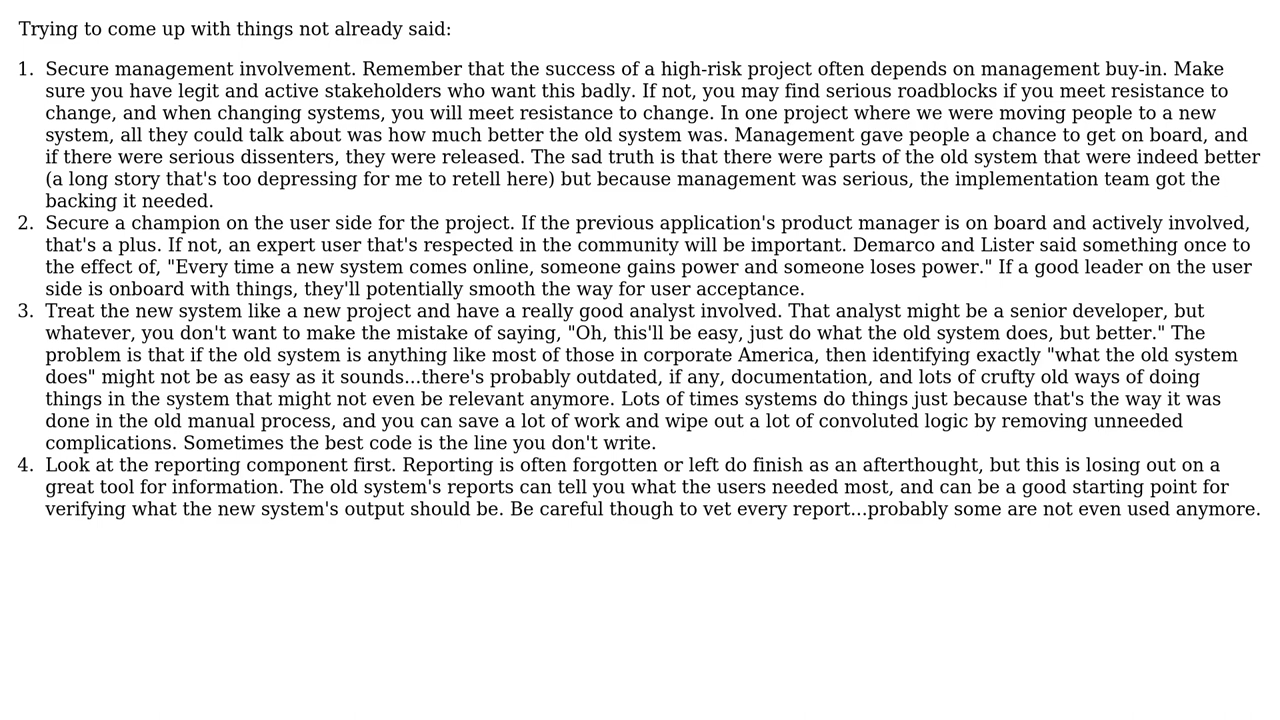 Trying to come up with things not already said:
1. Secure management involvement. Remember that the success of a high-risk project often depends on management buy-in. Make
sure you have legit and active stakeholders who want this badly. If not, you may find serious roadblocks if you meet resistance to
change, and when changing systems, you will meet resistance to change. In one project where we were moving people to a new
system, all they could talk about was how much better the old system was. Management gave people a chance to get on board, and
if there were serious dissenters, they were released. The sad truth is that there were parts of the old system that were indeed better
(a long story that's too depressing for me to retell here) but because management was serious, the implementation team got the
backing it needed.
2. Secure a champion on the user side for the project. If the previous application's product manager is on board and actively involved,
that's a plus. If not, an expert user that's respected in the community will be important. Demarco and Lister said something once to
the effect of, "Every time a new system comes online, someone gains power and someone loses power." If a good leader on the user
side is onboard with things, they'll potentially smooth the way for user acceptance.
3. Treat the new system like a new project and have a really good analyst involved. That analyst might be a senior developer, but
whatever, you don't want to make the mistake of saying, "Oh, this'll be easy, just do what the old system does, but better." The
problem is that if the old system is anything like most of those in corporate America, then identifying exactly "what the old system
does" might not be as easy as it sounds...there's probably outdated, if any, documentation, and lots of crufty old ways of doing
things in the system that might not even be relevant anymore. Lots of times systems do things just because that's the way it was
done in the old manual process, and you can save a lot of work and wipe out a lot of convoluted logic by removing unneeded
complications. Sometimes the best code is the line you don't write.
4. Look at the reporting component first. Reporting is often forgotten or left do finish as an afterthought, but this is losing out on a
great tool for information. The old system's reports can tell you what the users needed most, and can be a good starting point for
verifying what the new system's output should be. Be careful though to vet every report...probably some are not even used anymore.